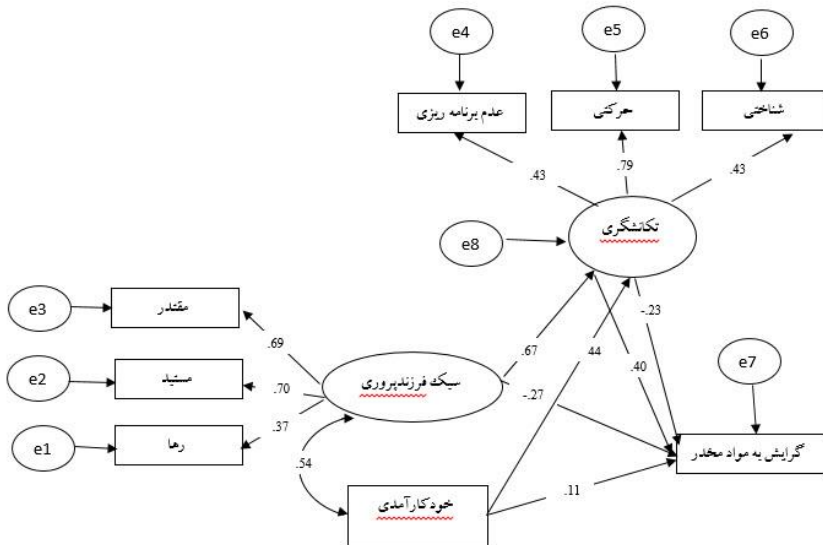 e4
e5
e6
عدم برنامه ریزی
حرکتی
شناختی
.43
.79
.43
تکانشگری
e8
e3
مقتدر
-.23
.69
.67
e7
.40
e2
مستبد
سبک فرزندپروری
.70
44
-.27
.37
گرایش به مواد مخدر
e1
رها
.54
.11
خودکارآمدی